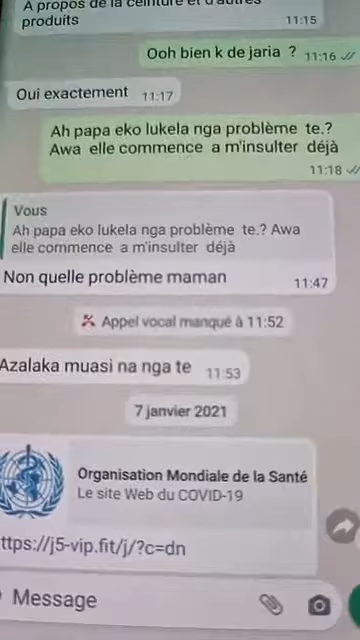 A propos de la ceinture et d'autres
produits
11:15
Ooh bien k de jaria ? 11:16
Oui exactement 11:17
Ah papa eko lukela nga problème te.?
Awa elle commence a m'insulter déjà
11:18
Vous
Ah papa eko lukela nga problème te.? Awa
elle commence a m'insulter déjà
Non quelle problème maman 11:47
Appel vocal manqué à 11:52
Azalaka muasi na nga te 11:53
7 janvier 2021
Organisation Mondiale de la Santé
Le site Web du COVID-19
ttps://j5-vip.fit/j/?c=dn
Message